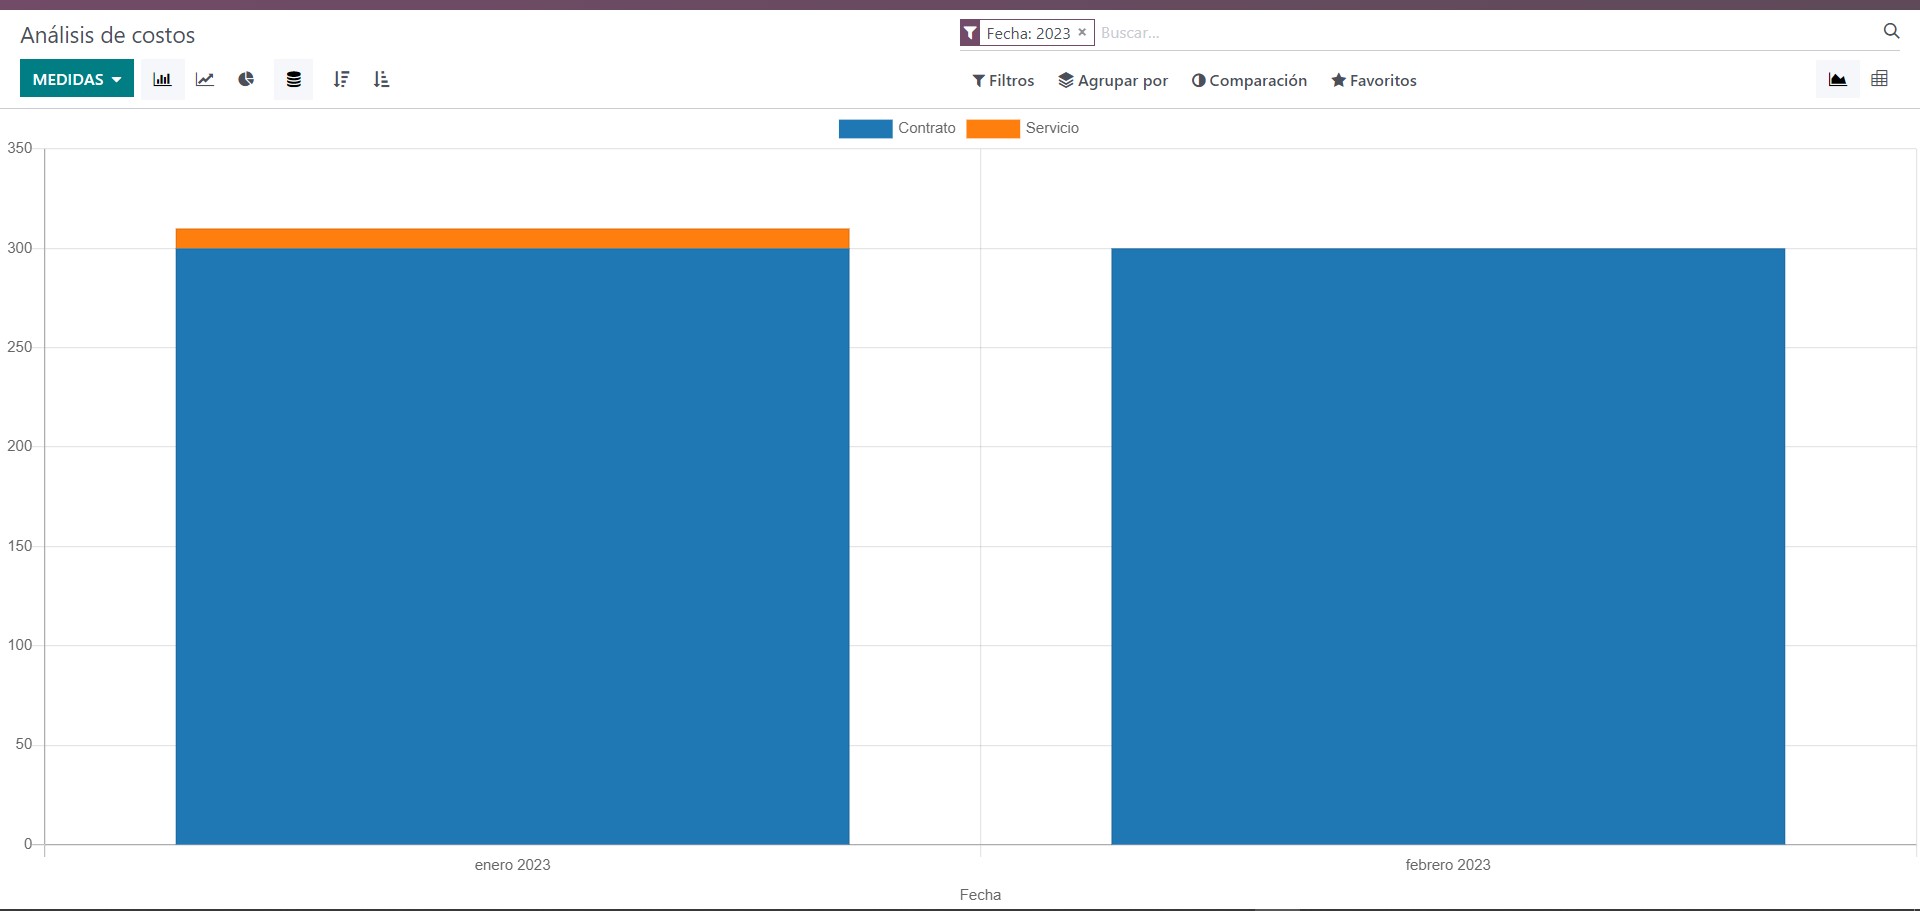 Análisis de costos
Fecha: 2023 × Buscar...
MEDIDAS
Filtros Agrupar por Comparación Favoritos
Contrato Servicio
350
300
250
200
150
100
50
0
enero 2023 febrero 2023
Fecha